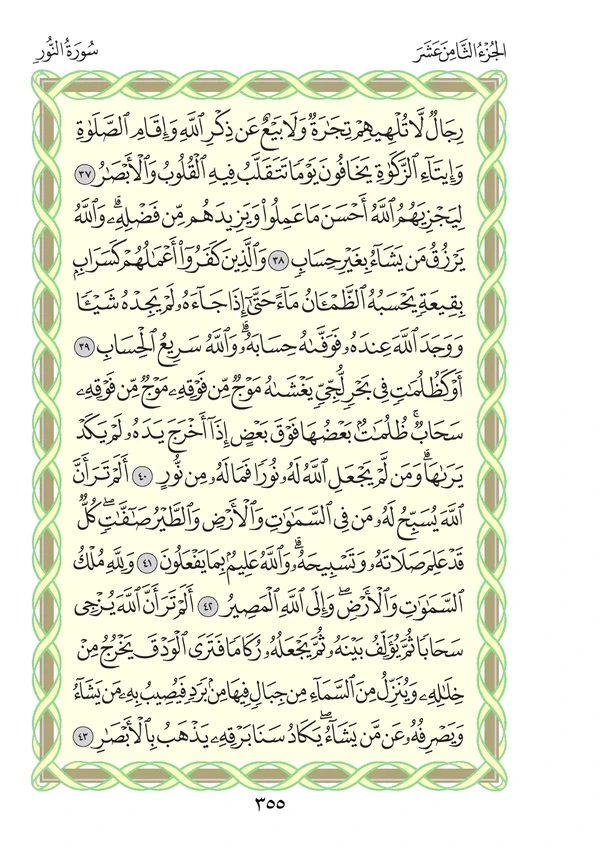 الجُزْءُ الثَّامِنَ عَشَرَ
سُورَةُ النُّورِ
رِجَالٌ لَّا تُلْهِيهِمْ تِجَٰرَةٌ وَلَا بَيْعٌ عَن ذِكْرِ ٱللَّهِ وَإِقَامِ ٱلصَّلَوٰةِ
وَإِيتَآءِ ٱلزَّكَوٰةِ يَخَافُونَ يَوْمًا تَتَقَلَّبُ فِيهِ ٱلْقُلُوبُ وَٱلْأَبْصَٰرُ ٣٧
لِيَجْزِيَهُمُ ٱللَّهُ أَحْسَنَ مَا عَمِلُوا۟ وَيَزِيدَهُم مِّن فَضْلِهِۦ ۗ وَٱللَّهُ
يَرْزُقُ مَن يَشَآءُ بِغَيْرِ حِسَابٍ ٣٨ وَٱلَّذِينَ كَفَرُوٓا۟ أَعْمَٰلُهُمْ كَسَرَابٍۭ
بِقِيعَةٍ يَحْسَبُهُ ٱلظَّمْـَٔانُ مَآءً حَتَّىٰٓ إِذَا جَآءَهُۥ لَمْ يَجِدْهُ شَيْـًٔا
وَوَجَدَ ٱللَّهَ عِندَهُۥ فَوَفَّىٰهُ حِسَابَهُۥ ۗ وَٱللَّهُ سَرِيعُ ٱلْحِسَابِ ٣٩
أَوْ كَظُلُمَٰتٍ فِى بَحْرٍ لُّجِّىٍّ يَغْشَىٰهُ مَوْجٌ مِّن فَوْقِهِۦ مَوْجٌ مِّن فَوْقِهِۦ
سَحَابٌ ۚ ظُلُمَٰتٌۢ بَعْضُهَا فَوْقَ بَعْضٍ إِذَآ أَخْرَجَ يَدَهُۥ لَمْ يَكَدْ
يَرَىٰهَا ۗ وَمَن لَّمْ يَجْعَلِ ٱللَّهُ لَهُۥ نُورًا فَمَا لَهُۥ مِن نُّورٍ ٤٠ أَلَمْ تَرَ أَنَّ
ٱللَّهَ يُسَبِّحُ لَهُۥ مَن فِى ٱلسَّمَٰوَٰتِ وَٱلْأَرْضِ وَٱلطَّيْرُ صَٰٓفَّٰتٍ ۖ كُلٌّ
قَدْ عَلِمَ صَلَاتَهُۥ وَتَسْبِيحَهُۥ ۗ وَٱللَّهُ عَلِيمٌۢ بِمَا يَفْعَلُونَ ٤١ وَلِلَّهِ مُلْكُ
ٱلسَّمَٰوَٰتِ وَٱلْأَرْضِ ۖ وَإِلَى ٱللَّهِ ٱلْمَصِيرُ ٤٢ أَلَمْ تَرَ أَنَّ ٱللَّهَ يُزْجِى
سَحَابًا ثُمَّ يُؤَلِّفُ بَيْنَهُۥ ثُمَّ يَجْعَلُهُۥ رُكَامًا فَتَرَى ٱلْوَدْقَ يَخْرُجُ مِنْ
خِلَٰلِهِۦ وَيُنَزِّلُ مِنَ ٱلسَّمَآءِ مِن جِبَالٍ فِيهَا مِنۢ بَرَدٍ فَيُصِيبُ بِهِۦ مَن يَشَآءُ
وَيَصْرِفُهُۥ عَن مَّن يَشَآءُ ۖ يَكَادُ سَنَا بَرْقِهِۦ يَذْهَبُ بِٱلْأَبْصَٰرِ ٤٣
٣٥٥